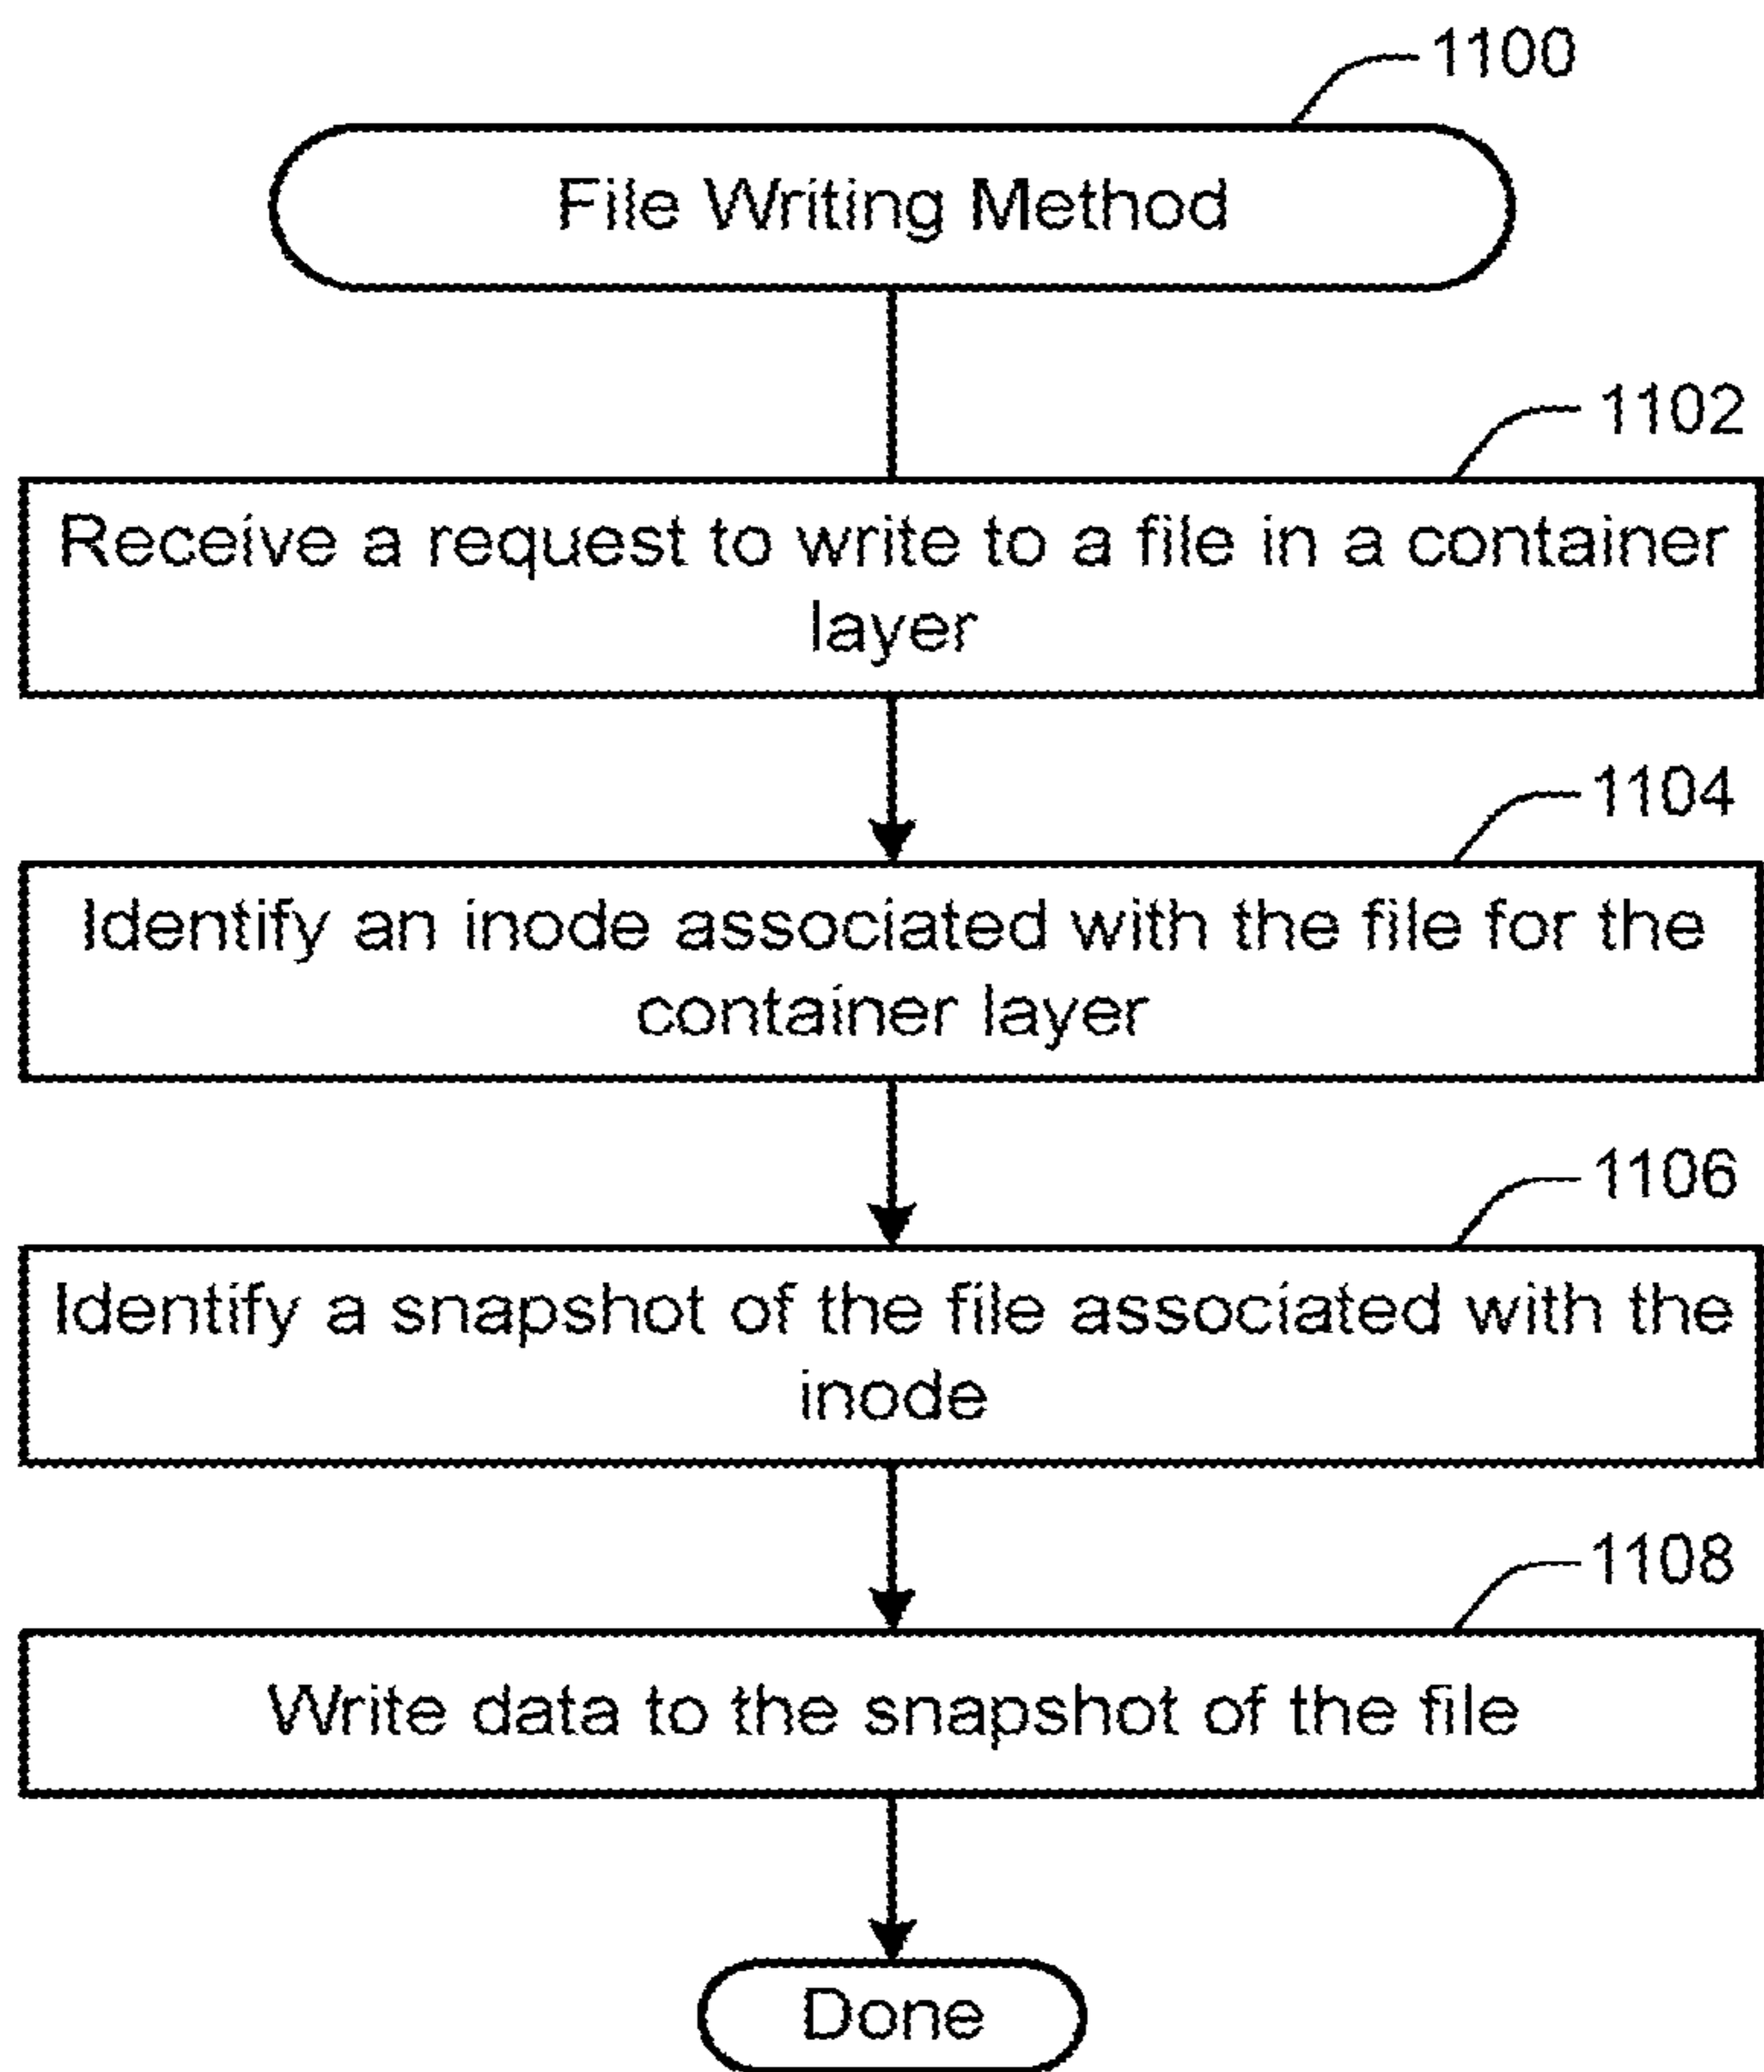 1100
File Writing Method
1102
Receive a request to write to a file in a container
layer
1104
Identify an inode associated with the file for the
container layer
1106
Identify a snapshot of the file associated with the
inode
1108
Write data to the snapshot of the file
Done